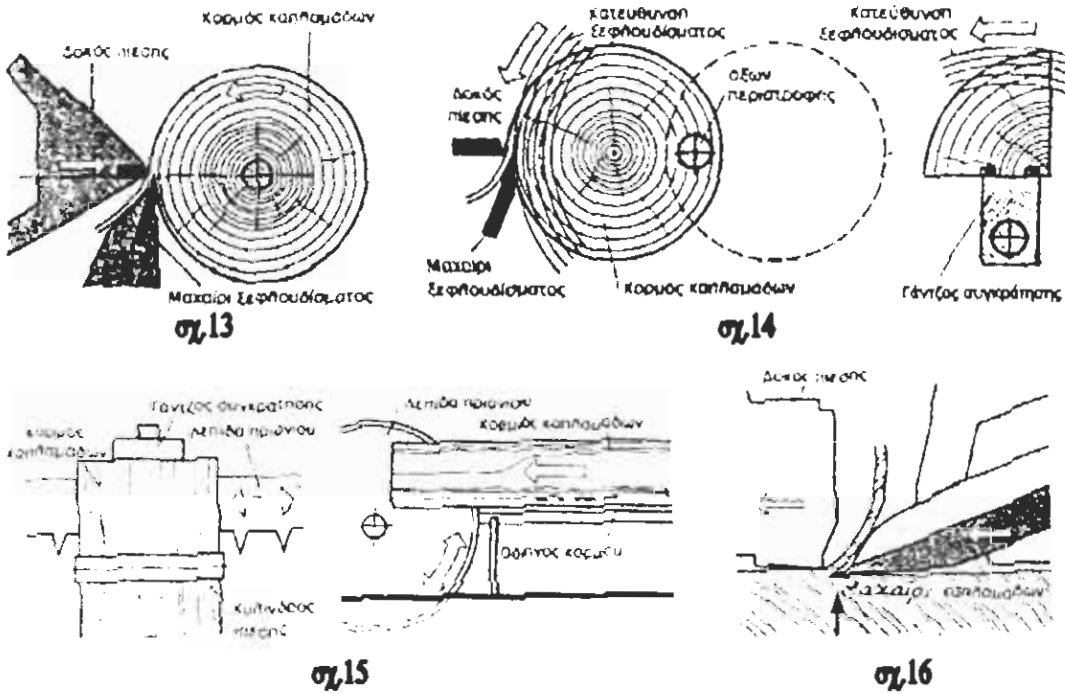 Κορμός καπλαμάδων
Δοκός πίεσης
Μαχαίρι ξεφλουδίσματος
σχ.13
Κατεύθυνση
ξεφλουδίσματος
Δοκός
πίεσης
άξων
περιστροφής
Μαχαίρι
ξεφλουδίσματος
Κορμός καπλαμάδων
Κατεύθυνση
ξεφλουδίσματος
Γάντζος συγκράτησης
σχ.14
Γάντζος συγκράτησης
Λεπίδα πριονιού
Κορμός
καπλαμάδων
Κύλινδρος
πίεσης
Λεπίδα πριονιού
Κορμός καπλαμάδων
Οδηγός κορμού
σχ.15
Δοκός πίεσης
Μαχαίρι καπλαμάδων
σχ.16